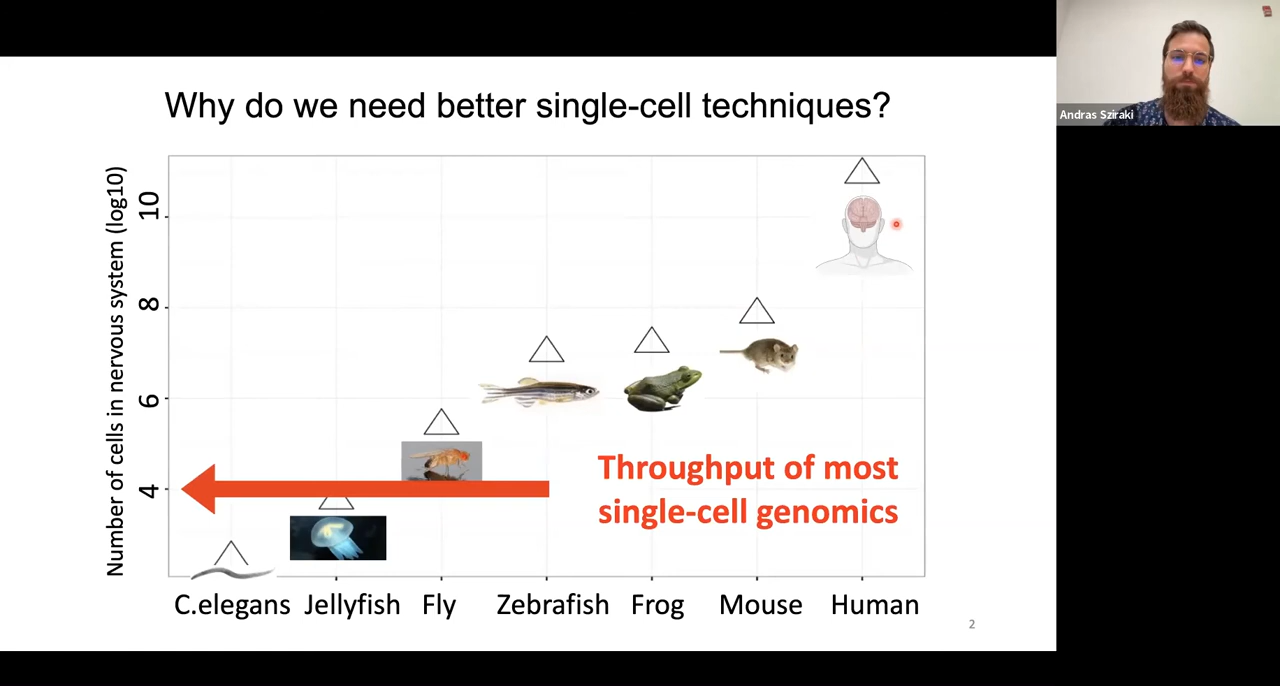 Why do we need better single-cell techniques?
Andras Sziraki
Number of cells in nervous system (log10)
10
8
6
4
Throughput of most
single-cell genomics
C.elegans Jellyfish Fly Zebrafish Frog Mouse Human
2